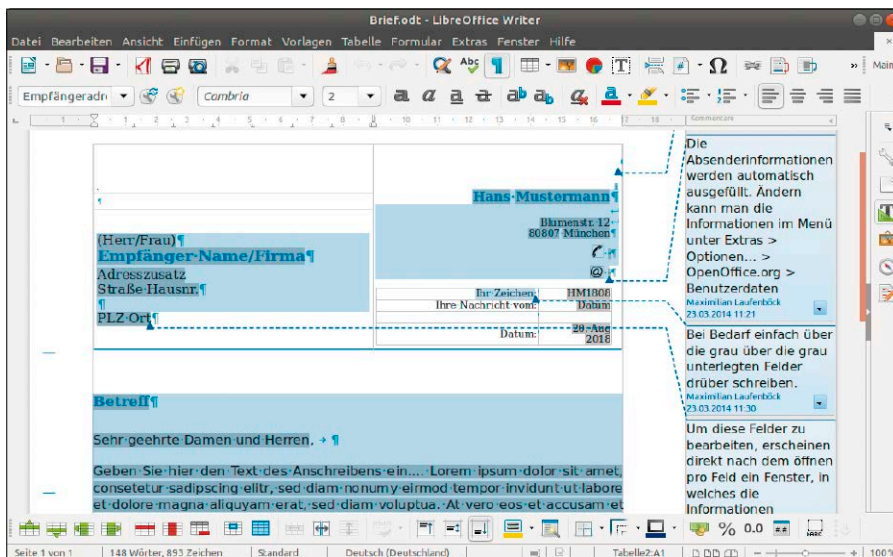 Brief.odt - LibreOffice Writer
Datei Bearbeiten Ansicht Einfügen Format Vorlagen Tabelle Formular Extras Fenster Hilfe
Abç
Main
Empfängeradr
Combria
2
Kommentare
Hans·Mustermann¶
Blumenstr. 12
80807 München¶
(Herr/Frau)¶
Empfänger·Name/Firma¶
Adresszusatz
Straße·Hausnr.¶
¶
PLZ·Ort¶
Ihr·Zeichen: HM1808
Ihre·Nachricht·vom: Datum
Datum: 20.·Aug
2018
Betreff¶
Sehr·geehrte·Damen·und·Herren, → ¶
Geben·Sie·hier·den·Text·des·Anschreibens·ein....·Lorem·ipsum·dolor·sit·amet,
consetetur·sadipscing·elitr,·sed·diam·nonumy·eirmod·tempor·invidunt·ut·labore
et·dolore·magna·aliquyam·erat,·sed·diam·voluptua.·At·vero·eos·et·accusam·et
Die
Absenderinformationen
werden automatisch
ausgefüllt. Ändern
kann man die
Informationen im Menü
unter Extras >
Optionen... >
OpenOffice.org >
Benutzerdaten
Maximilian Laufenböck
23.03.2014 11:21
Bei Bedarf einfach über
die grau über die grau
unterlegten Felder
drüber schreiben.
Maximilian Laufenböck
23.03.2014 11:30
Um diese Felder zu
bearbeiten, erscheinen
direkt nach dem öffnen
pro Feld ein Fenster, in
welches die
Informationen
% 0.0
Seite 1 von 1 148 Wörter, 893 Zeichen Standard Deutsch (Deutschland) Tabelle2:A1 100